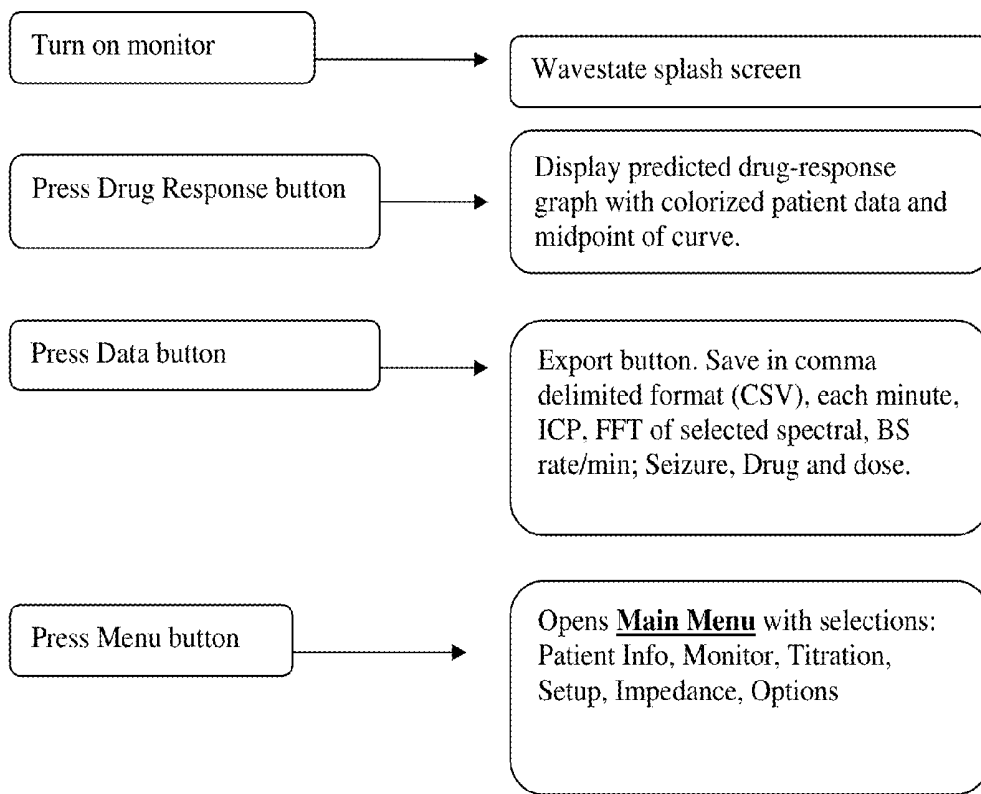 Turn on monitor
Wavestate splash screen
Press Drug Response button
Display predicted drug-response
graph with colorized patient data and
midpoint of curve.
Press Data button
Export button. Save in comma
delimited format (CSV), each minute,
ICP, FFT of selected spectral, BS
rate/min; Seizure, Drug and dose.
Press Menu button
Opens Main Menu with selections:
Patient Info, Monitor, Titration,
Setup, Impedance, Options